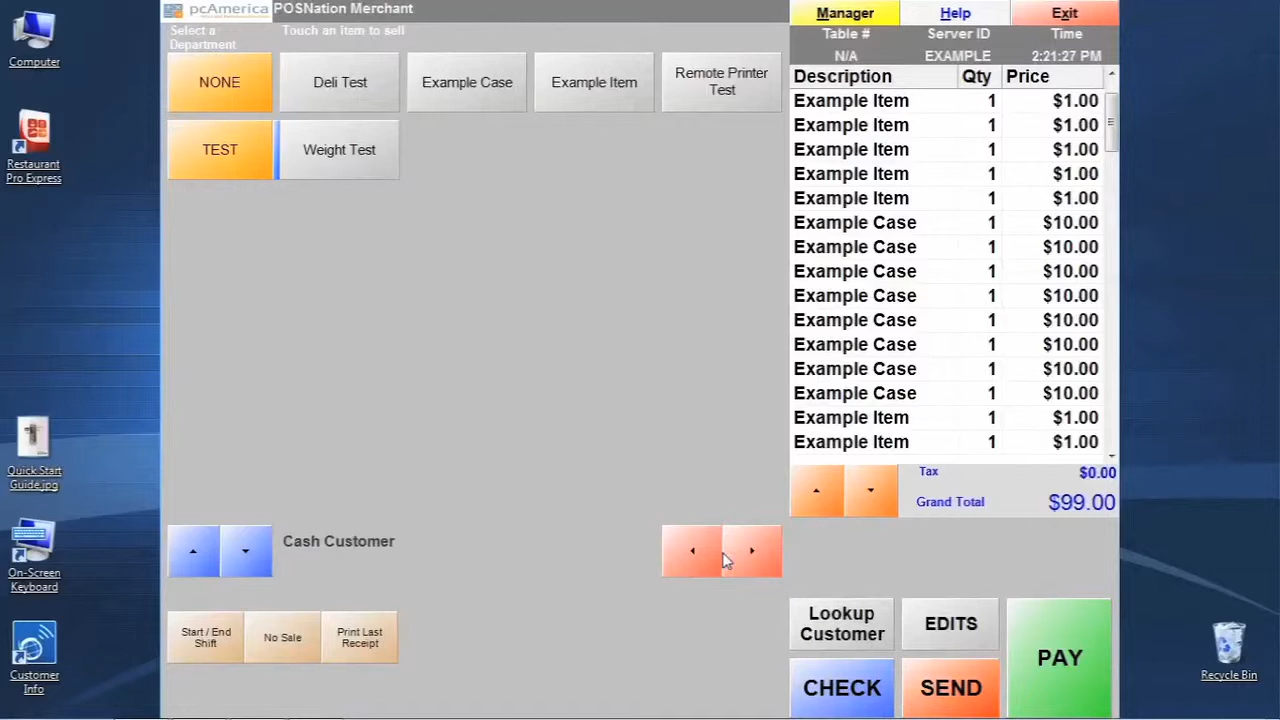 Computer
Restaurant
Pro Express
Quick Start
Guide.jpg
On-Screen
Keyboard
Customer
Info
pcAmerica
POSNation Merchant
Select a
Department
Touch an Item to sell
NONE
Deli Test
Example Case
Example Item
Remote Printer
Test
TEST
Weight Test
Cash Customer
Start / End
Shift
No Sale
Print Last
Receipt
Manager
Help
Exit
Table #
Server ID
Time
N/A
EXAMPLE
2:21:27 PM
Description Qty Price
Example Item 1 $1.00
Example Item 1 $1.00
Example Item 1 $1.00
Example Item 1 $1.00
Example Item 1 $1.00
Example Case 1 $10.00
Example Case 1 $10.00
Example Case 1 $10.00
Example Case 1 $10.00
Example Case 1 $10.00
Example Case 1 $10.00
Example Case 1 $10.00
Example Case 1 $10.00
Example Item 1 $1.00
Example Item 1 $1.00
Tax $0.00
Grand Total $99.00
Lookup
Customer
EDITS
PAY
CHECK
SEND
Recycle Bin